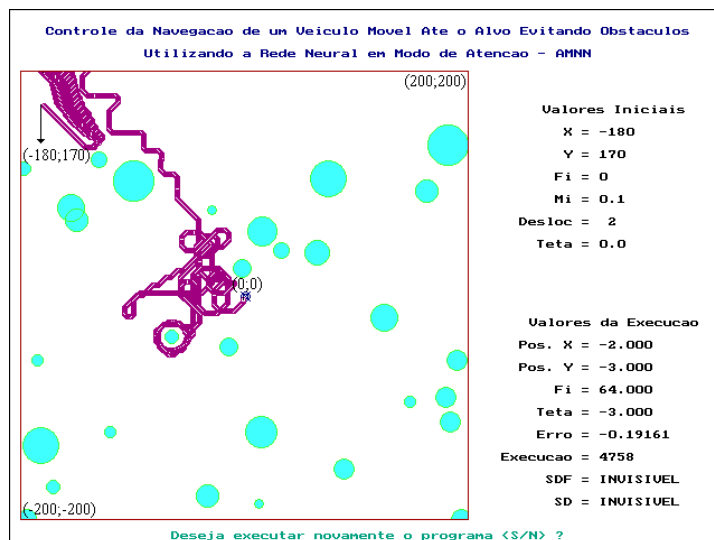 Controle da Navegacao de um Veiculo Movel Ate o Alvo Evitando Obstaculos
Utilizando a Rede Neural em Modo de Atencao - AMNN
(200;200)
(-180;170)
(0;0)
(-200;-200)
Valores Iniciais
X = -180
Y = 170
Fi = 0
Mi = 0.1
Desloc = 2
Teta = 0.0
Valores da Execucao
Pos. X = -2.000
Pos. Y = -3.000
Fi = 64.000
Teta = -3.000
Erro = -0.19161
Execucao = 4758
SDF = INVISIVEL
SD = INVISIVEL
Deseja executar novamente o programa (S/N) ?